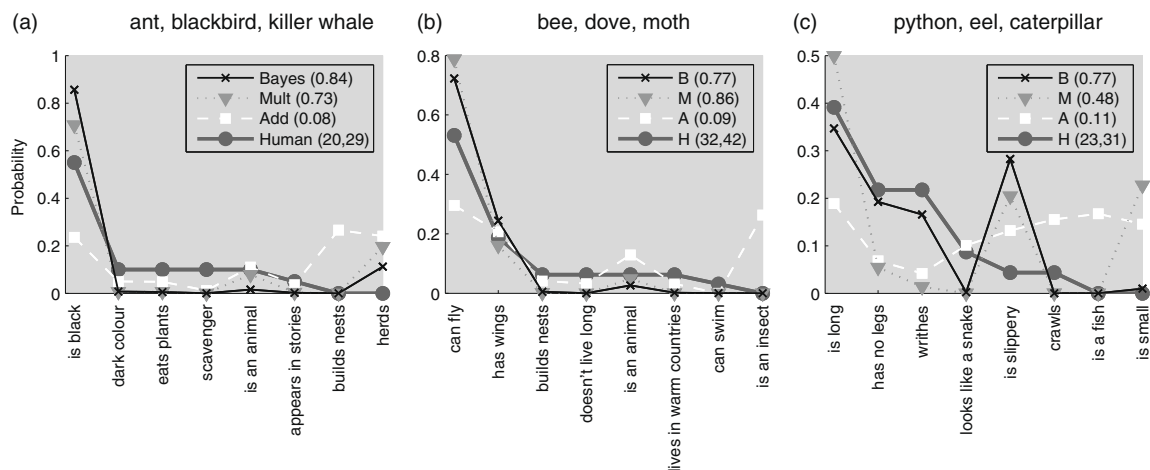 (a) ant, blackbird, killer whale
1
0.8
0.6
0.4
0.2
0
Probability
Bayes (0.84)
Mult (0.73)
Add (0.08)
Human (20,29)
is black
dark colour
eats plants
scavenger
is an animal
appears in stories
builds nests
herds
(b) bee, dove, moth
0.8
0.6
0.4
0.2
0
B (0.77)
M (0.86)
A (0.09)
H (32,42)
can fly
has wings
builds nests
doesn't live long
is an animal
lives in warm countries
can swim
is an insect
(c) python, eel, caterpillar
0.5
0.4
0.3
0.2
0.1
0
B (0.77)
M (0.48)
A (0.11)
H (23,31)
is long
has no legs
writhes
looks like a snake
is slippery
crawls
is a fish
is small